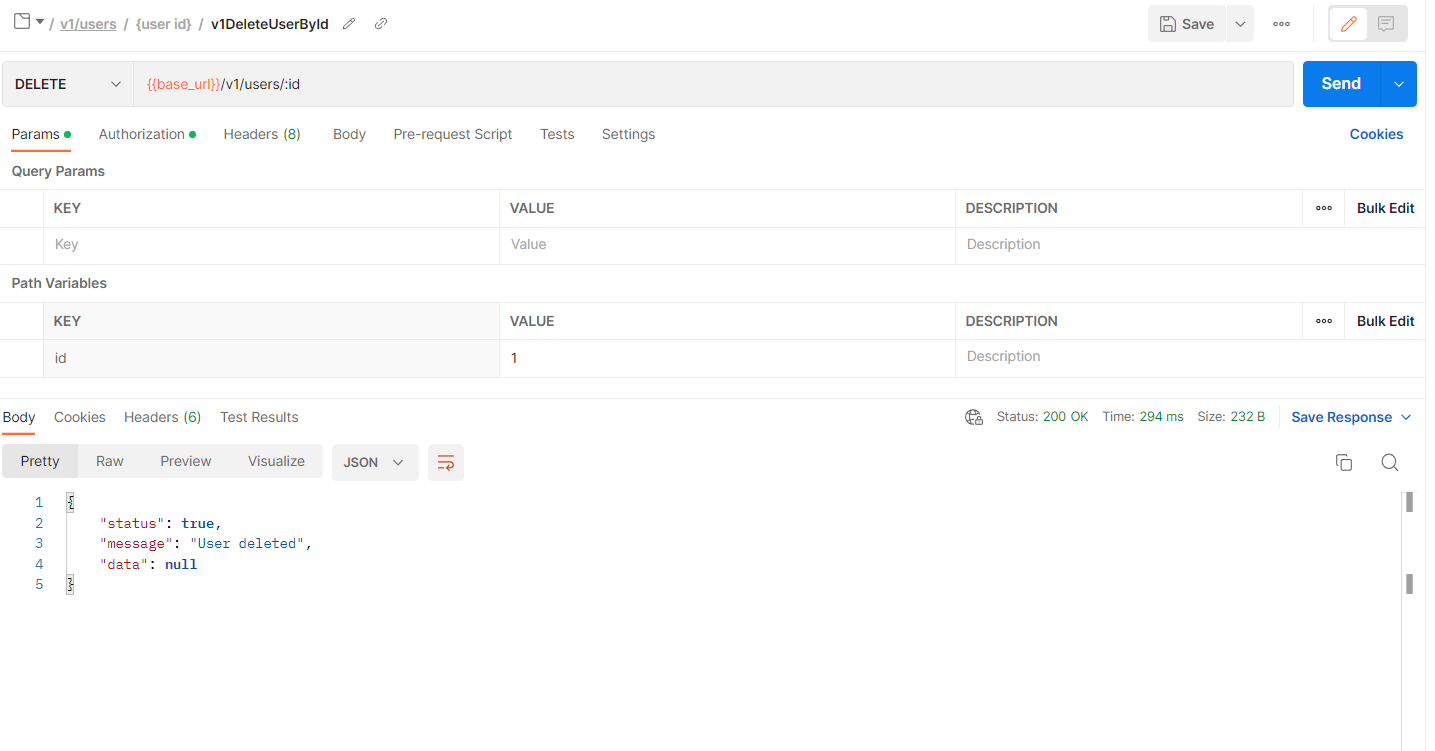 / v1/users / {user id} / v1DeleteUserById
Save
DELETE
{{base_url}}/v1/users/:id
Send
Params Authorization Headers (8) Body Pre-request Script Tests Settings Cookies
Query Params
KEY VALUE DESCRIPTION ooo Bulk Edit
Key Value Description
Path Variables
KEY VALUE DESCRIPTION ooo Bulk Edit
id 1 Description
Body Cookies Headers (6) Test Results Status: 200 OK Time: 294 ms Size: 232 B Save Response
Pretty Raw Preview Visualize JSON
1 {
2 "status": true,
3 "message": "User deleted",
4 "data": null
5 }